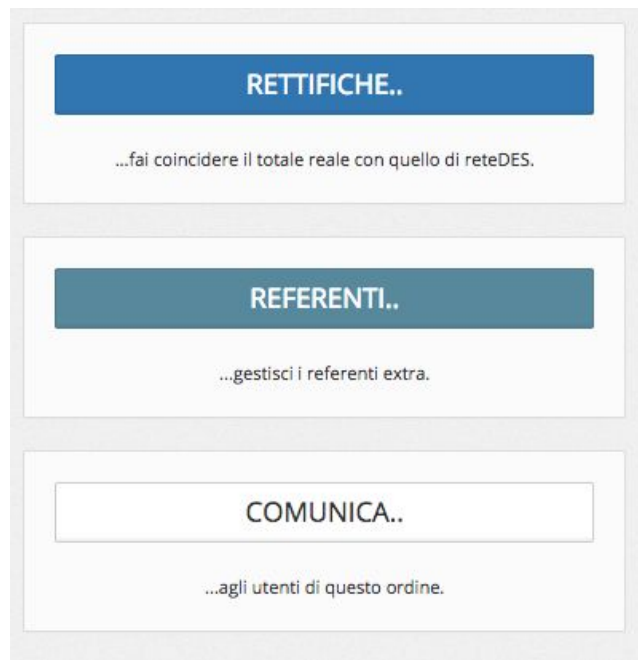 RETTIFICHE..
...fai coincidere il totale reale con quello di reteDES.
REFERENTI..
...gestisci i referenti extra.
COMUNICA..
...agli utenti di questo ordine.